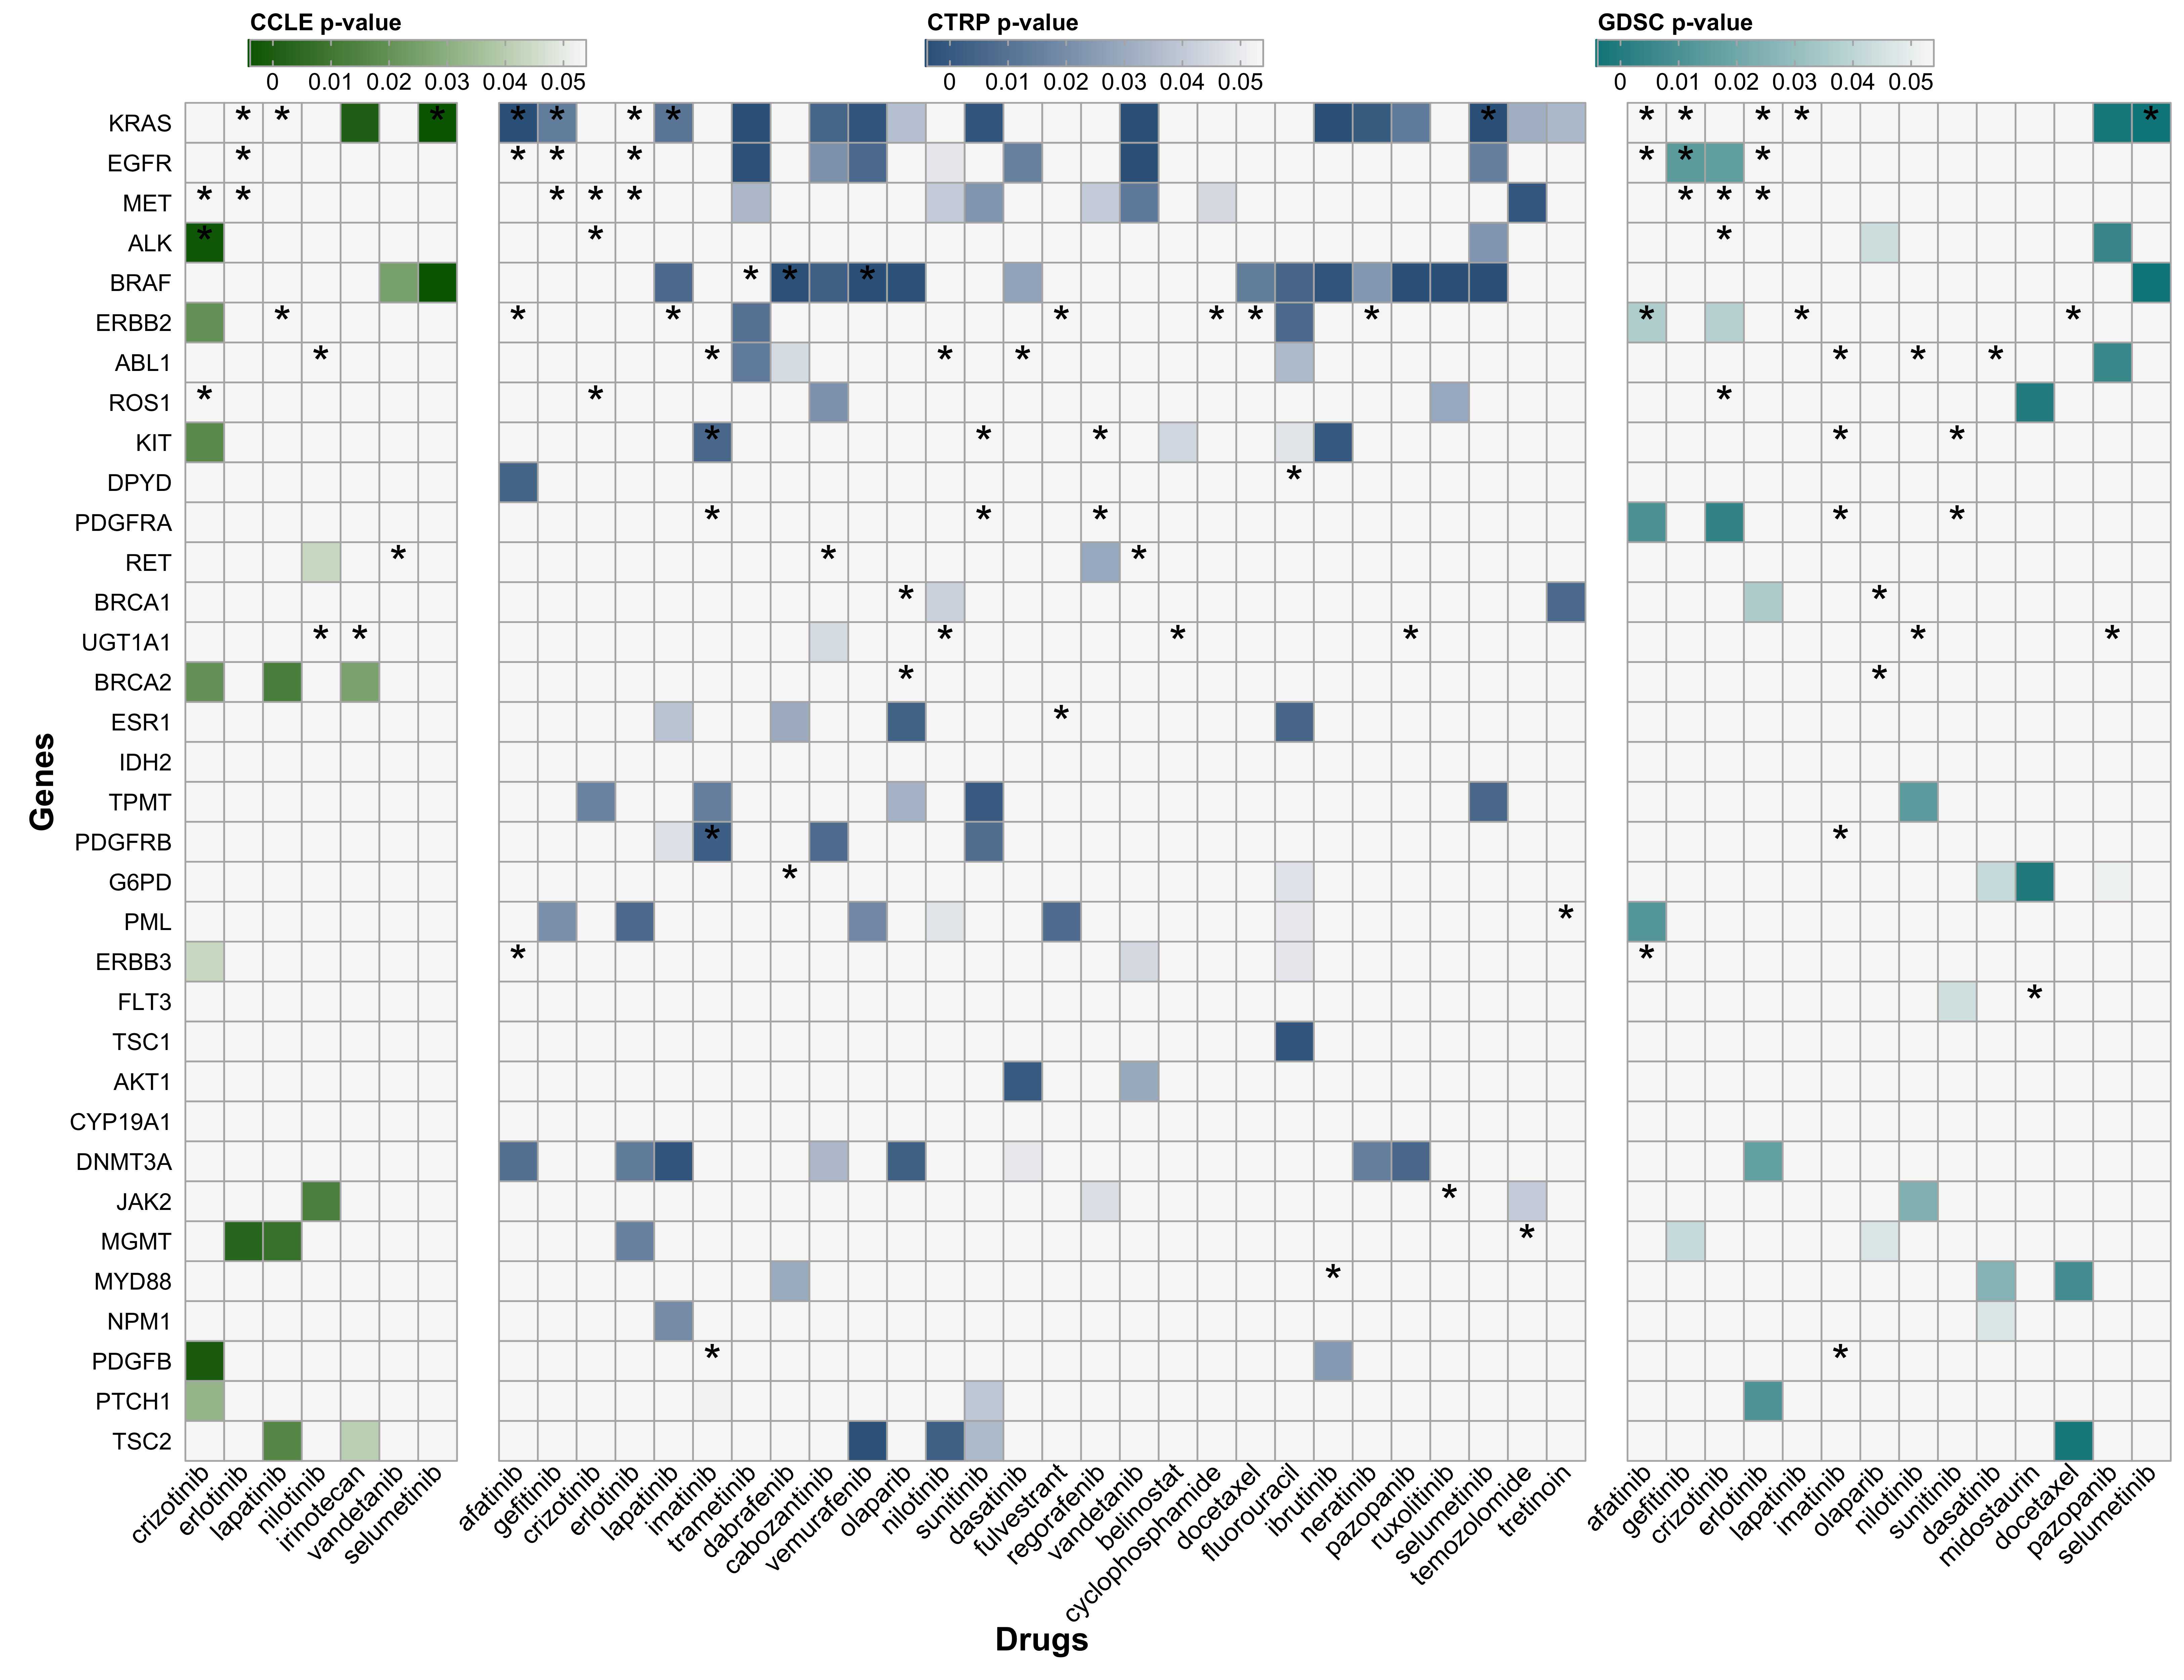 CCLE p-value CTRP p-value GDSC p-value
0 0.01 0.02 0.03 0.04 0.05 0 0.01 0.02 0.03 0.04 0.05 0 0.01 0.02 0.03 0.04 0.05
KRAS
EGFR
MET
ALK
BRAF
ERBB2
ABL1
ROS1
KIT
DPYD
PDGFRA
RET
BRCA1
UGT1A1
BRCA2
ESR1
IDH2
TPMT
PDGFRB
G6PD
PML
ERBB3
FLT3
TSC1
AKT1
CYP19A1
DNMT3A
JAK2
MGMT
MYD88
NPM1
PDGFB
PTCH1
TSC2
Genes
crizotinib
erlotinib
lapatinib
nilotinib
irinotecan
vandetanib
selumetinib
afatinib
gefitinib
crizotinib
erlotinib
lapatinib
imatinib
trametinib
dabrafenib
cabozantinib
vemurafenib
olaparib
nilotinib
sunitinib
dasatinib
fulvestrant
regorafenib
vandetanib
belinostat
cyclophosphamide
docetaxel
fluorouracil
ibrutinib
neratinib
pazopanib
ruxolitinib
selumetinib
temozolomide
tretinoin
afatinib
gefitinib
crizotinib
erlotinib
lapatinib
imatinib
olaparib
nilotinib
sunitinib
dasatinib
midostaurin
docetaxel
pazopanib
selumetinib
Drugs